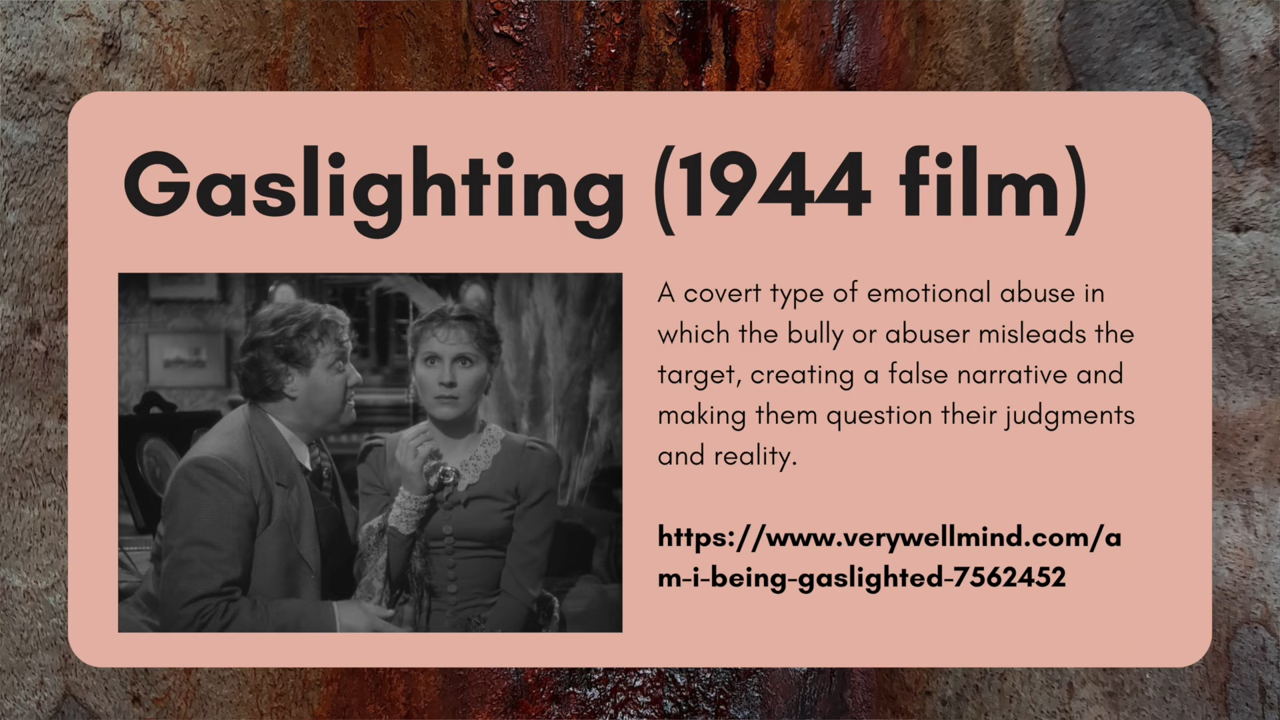 Gaslighting (1944 film)
A covert type of emotional abuse in
which the bully or abuser misleads the
target, creating a false narrative and
making them question their judgments
and reality.
https://www.verywellmind.com/a
m-i-being-gaslighted-7562452